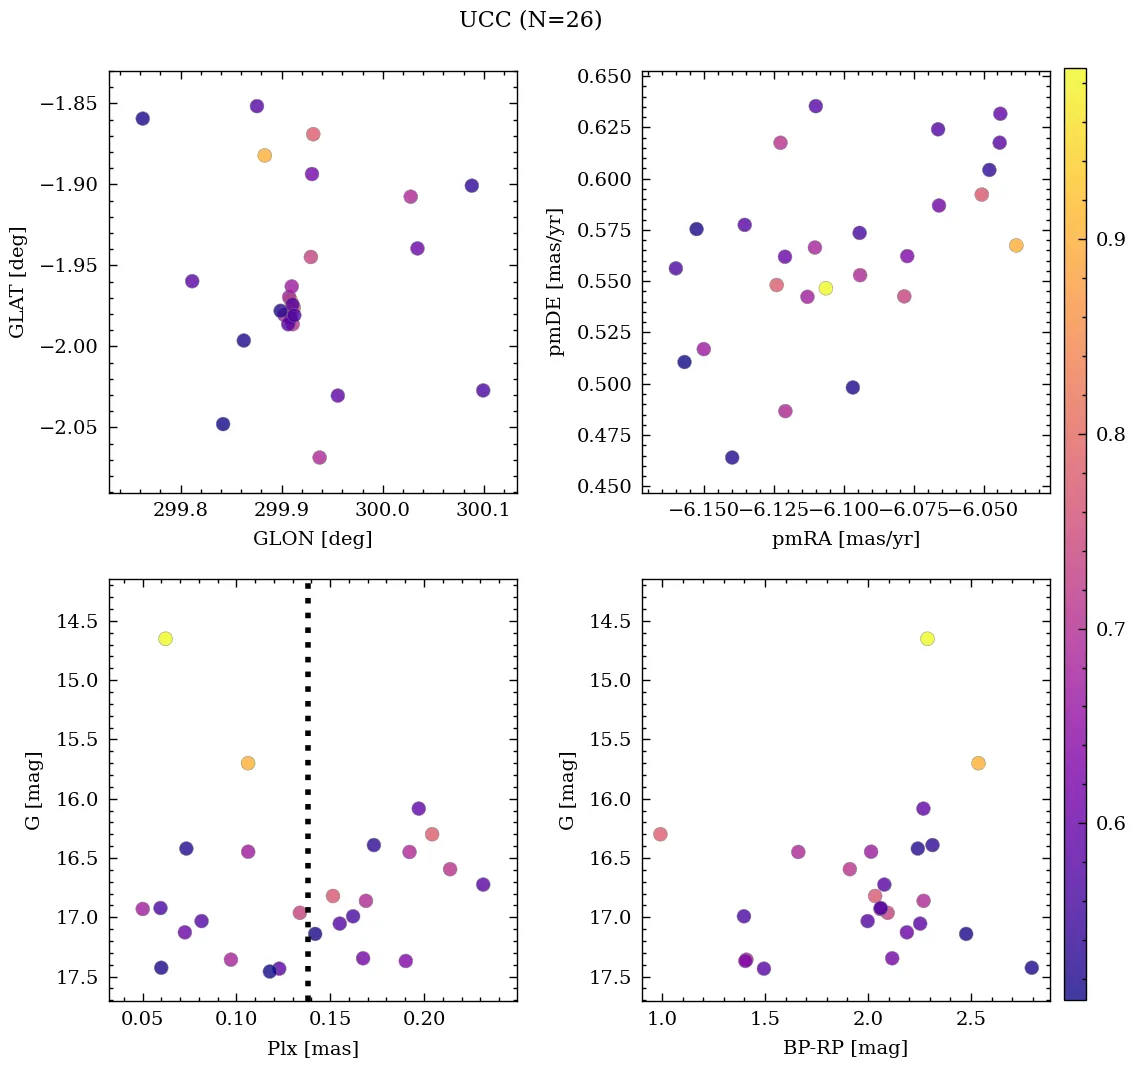 UCC (N=26)
−1.85
−1.90
−1.95
−2.00
−2.05
GLAT [deg]
299.8 299.9 300.0 300.1
GLON [deg]
0.650
0.625
0.600
0.575
0.550
0.525
0.500
0.475
0.450
pmDE [mas/yr]
−6.150 −6.125 −6.100 −6.075 −6.050
pmRA [mas/yr]
14.5
15.0
15.5
16.0
16.5
17.0
17.5
G [mag]
0.05 0.10 0.15 0.20
Plx [mas]
14.5
15.0
15.5
16.0
16.5
17.0
17.5
G [mag]
1.0 1.5 2.0 2.5
BP-RP [mag]
0.9
0.8
0.7
0.6